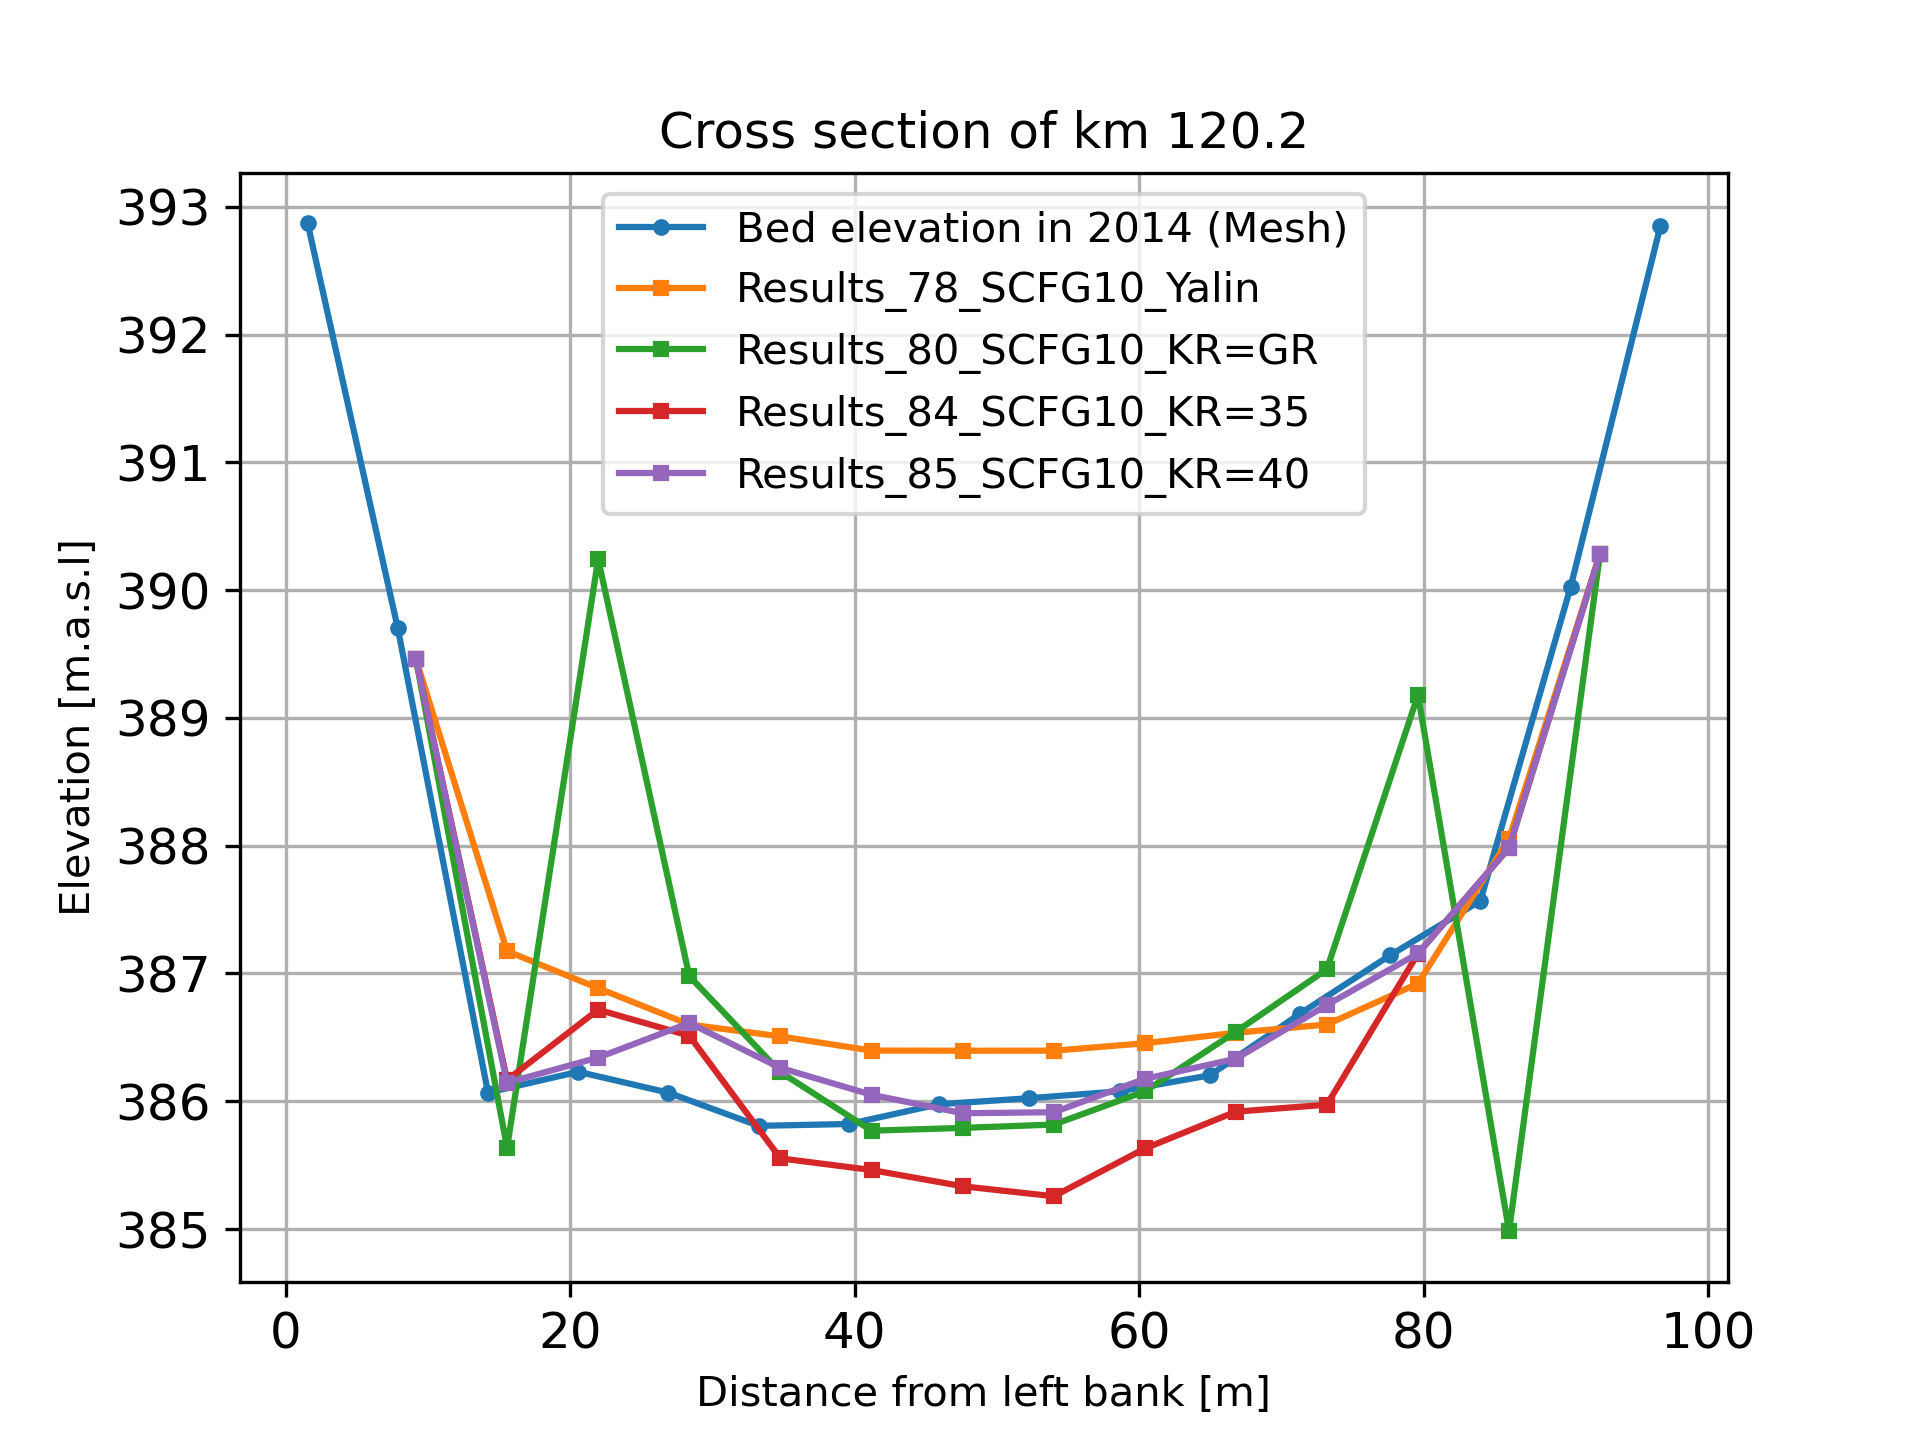 Cross section of km 120.2
393
392
391
390
389
388
387
386
385
Elevation [m.a.s.l]
Bed elevation in 2014 (Mesh)
Results_78_SCFG10_Yalin
Results_80_SCFG10_KR=GR
Results_84_SCFG10_KR=35
Results_85_SCFG10_KR=40
0 20 40 60 80 100
Distance from left bank [m]